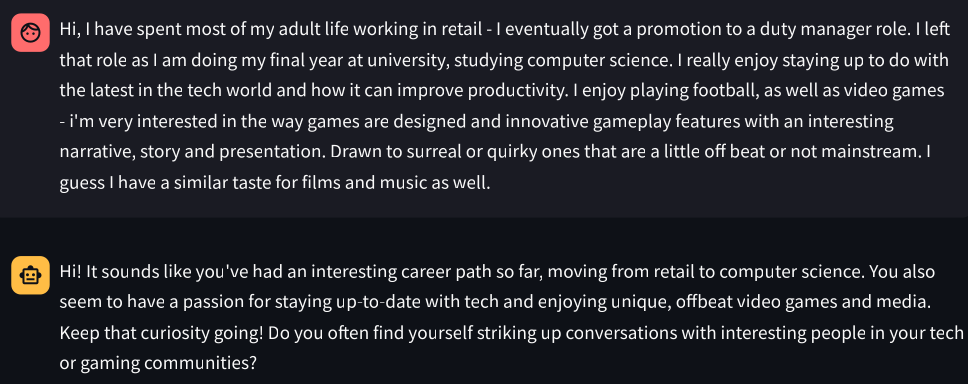 Hi, I have spent most of my adult life working in retail - I eventually got a promotion to a duty manager role. I left
that role as I am doing my final year at university, studying computer science. I really enjoy staying up to do with
the latest in the tech world and how it can improve productivity. I enjoy playing football, as well as video games
- i'm very interested in the way games are designed and innovative gameplay features with an interesting
narrative, story and presentation. Drawn to surreal or quirky ones that are a little off beat or not mainstream. I
guess I have a similar taste for films and music as well.
Hi! It sounds like you've had an interesting career path so far, moving from retail to computer science. You also
seem to have a passion for staying up-to-date with tech and enjoying unique, offbeat video games and media.
Keep that curiosity going! Do you often find yourself striking up conversations with interesting people in your tech
or gaming communities?